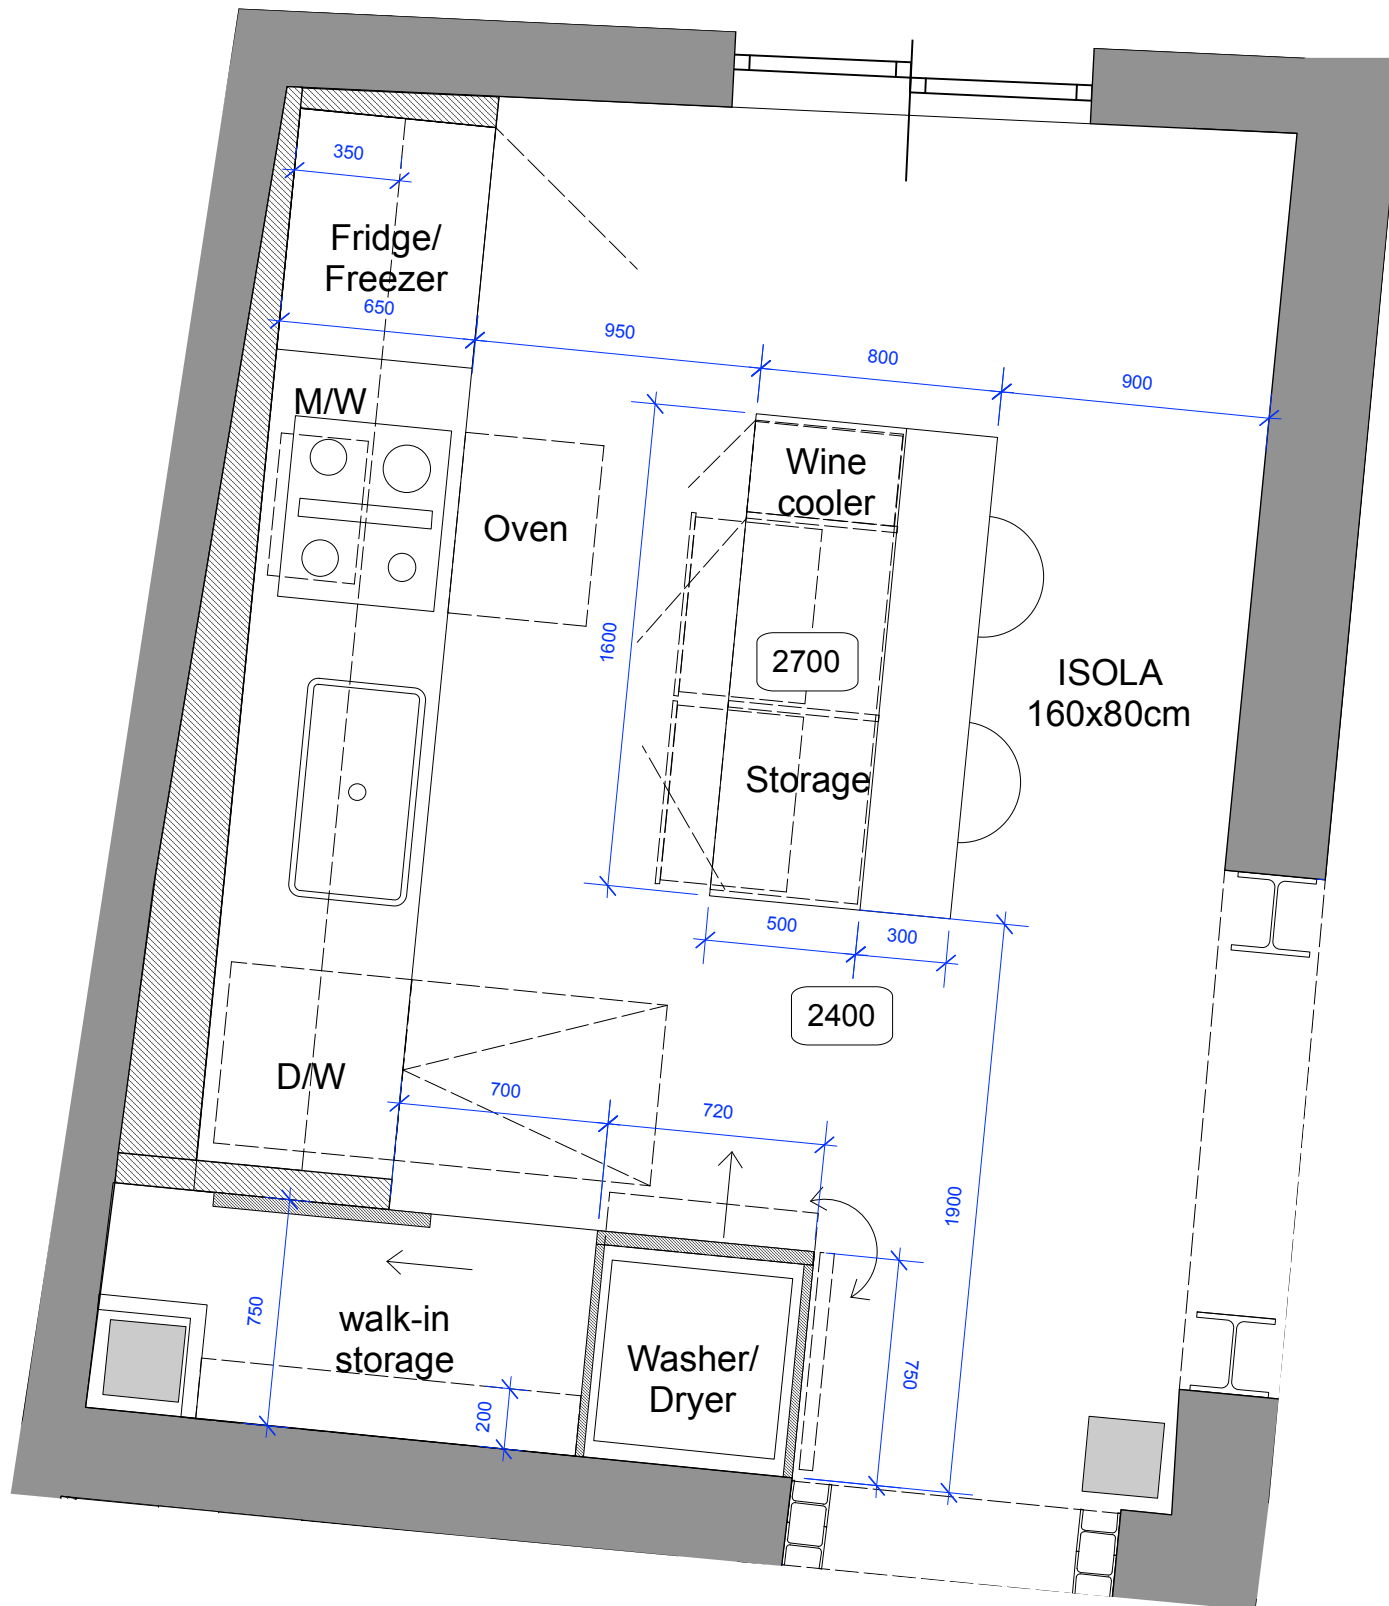 350
Fridge/
Freezer
650
950
800
900
M/W
Wine
cooler
Oven
1600
2700
ISOLA
160x80cm
Storage
500
300
2400
D/W
700
720
1900
750
walk-in
storage
Washer/
Dryer
750
200